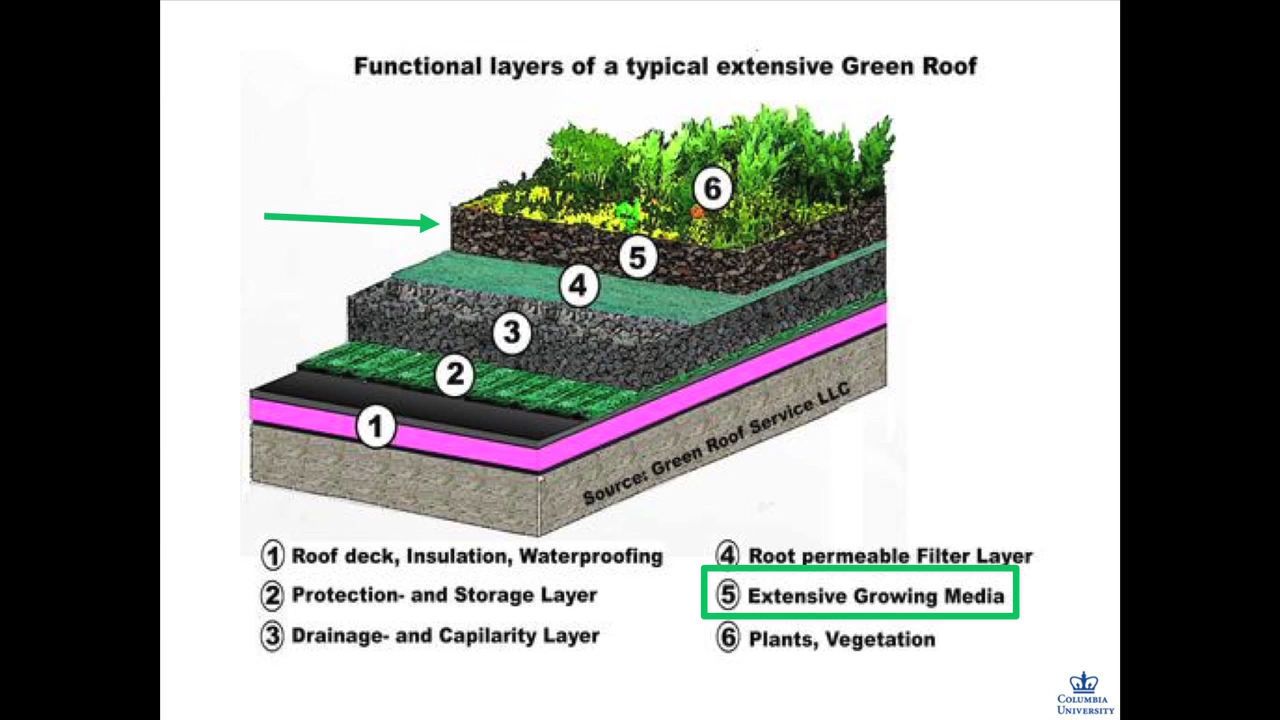 Functional layers of a typical extensive Green Roof
6
5
4
3
2
1
Source: Green Roof Service LLC
1 Roof deck, Insulation, Waterproofing
2 Protection- and Storage Layer
3 Drainage- and Capilarity Layer
4 Root permeable Filter Layer
5 Extensive Growing Media
6 Plants, Vegetation
COLUMBIA
UNIVERSITY